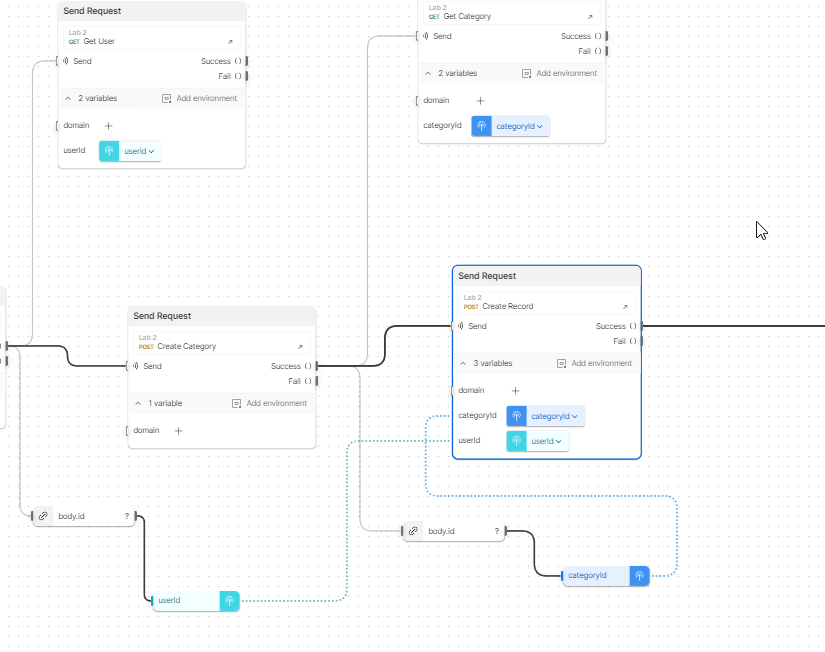 Send Request
Lab 2
GET Get User
Send
Success
Fail
2 variables
Add environment
domain
userId
userId
Lab 2
GET Get Category
Send
Success
Fail
2 variables
Add environment
domain
categoryId
categoryId
Send Request
Lab 2
POST Create Category
Send
Success
Fail
1 variable
Add environment
domain
Send Request
Lab 2
POST Create Record
Send
Success
Fail
3 variables
Add environment
domain
categoryId
categoryId
userId
userId
body.id ?
userId
body.id ?
categoryId